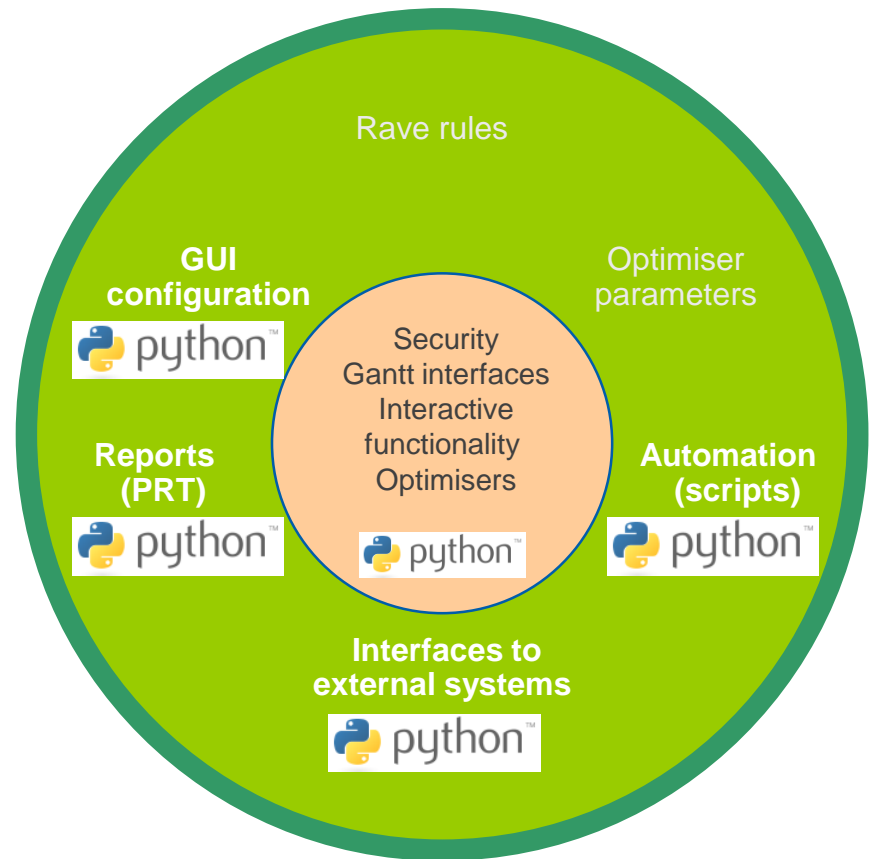 Rave rules
GUI
configuration
python™
Optimiser
parameters
Security
Gantt interfaces
Interactive
functionality
Optimisers
python™
Reports
(PRT)
python™
Automation
(scripts)
python™
Interfaces to
external systems
python™